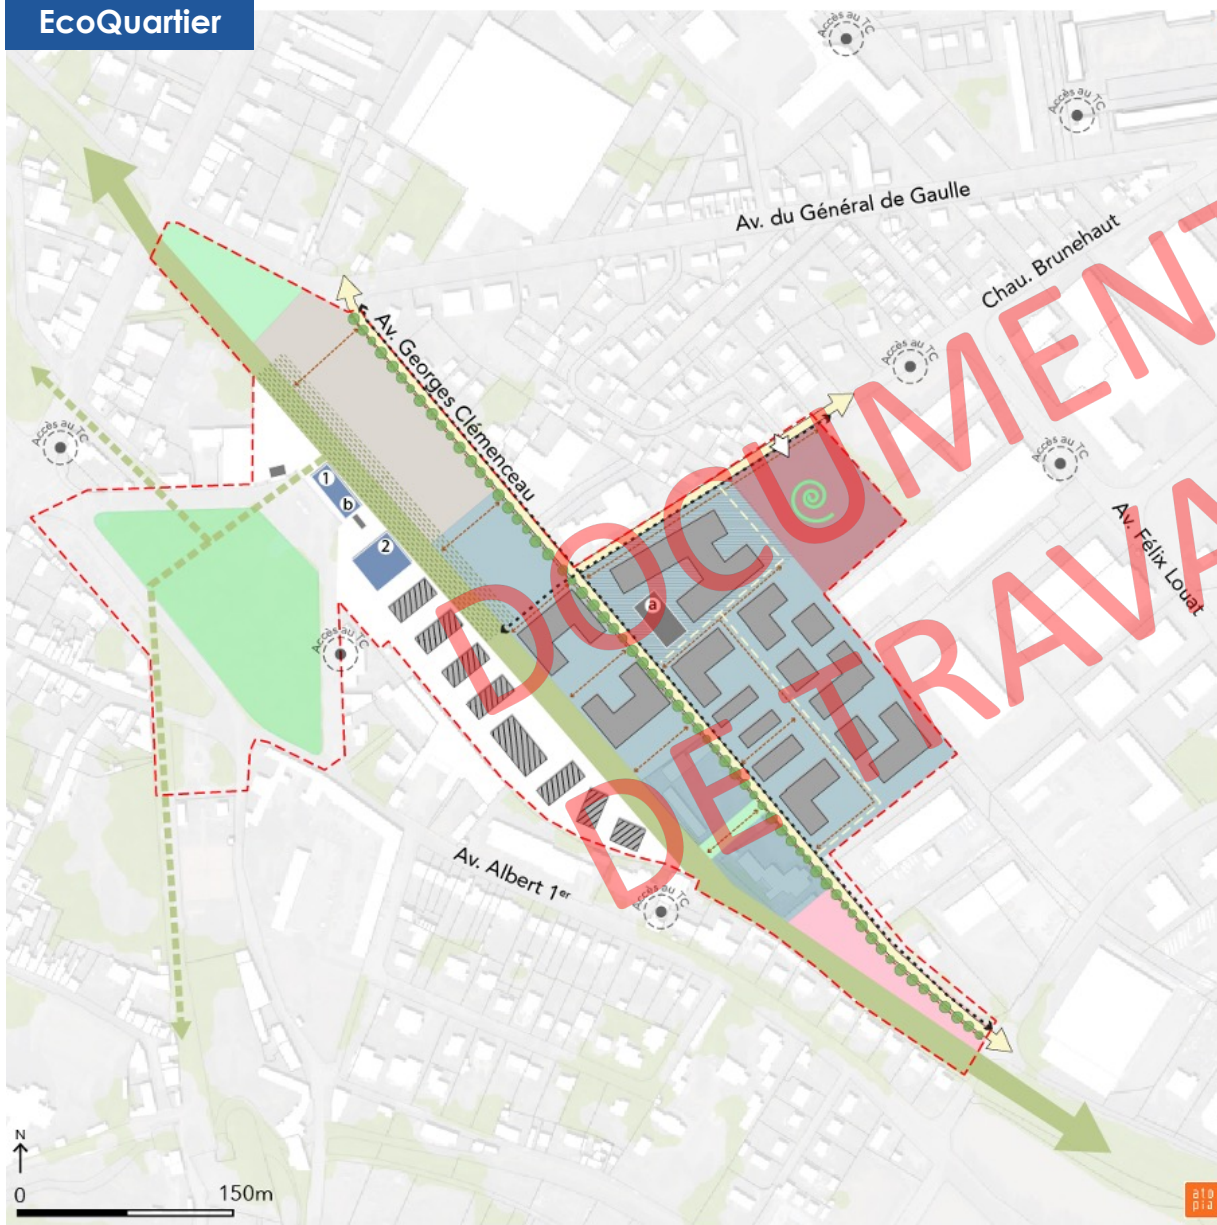 EcoQuartier
Accès au TC
Accès au TC
Av. du Général de Gaulle
Chau. Brunehaut
Av. Georges Clémenceau
Accès au TC
Accès au TC
Accès au TC
Av. Félix Louat
1
b
2
a
Accès au TC
Av. Albert 1er
Accès au TC
DOCUMENT
DE TRAVA
N
0
150m
ato
pia